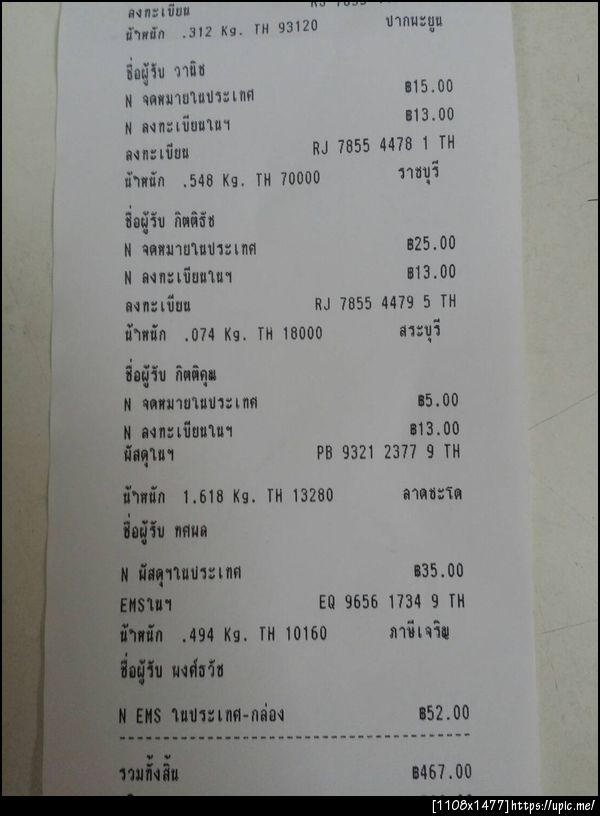 ลงทะเบียน
น้ำหนัก .312 Kg. TH 93120 ปากพะยูน
ชื่อผู้รับ วานิช
N จดหมายในประเทศ ฿15.00
N ลงทะเบียนในฯ ฿13.00
ลงทะเบียน RJ 7855 4478 1 TH
น้ำหนัก .548 Kg. TH 70000 ราชบุรี
ชื่อผู้รับ กิตติธัช
N จดหมายในประเทศ ฿25.00
N ลงทะเบียนในฯ ฿13.00
ลงทะเบียน RJ 7855 4479 5 TH
น้ำหนัก .074 Kg. TH 18000 สระบุรี
ชื่อผู้รับ กิตติคุณ
N จดหมายในประเทศ ฿5.00
N ลงทะเบียนในฯ ฿13.00
พัสดุในฯ PB 9321 2377 9 TH
น้ำหนัก 1.618 Kg. TH 13280 ลาดชะโด
ชื่อผู้รับ ทศพล
N พัสดุฯในประเทศ ฿35.00
EMSในฯ EQ 9656 1734 9 TH
น้ำหนัก .494 Kg. TH 10160 ภาษีเจริญ
ชื่อผู้รับ พงศ์ธวัช
N EMS ในประเทศ-กล่อง ฿52.00
รวมทั้งสิ้น ฿467.00
[1108x1477]https://upic.me/